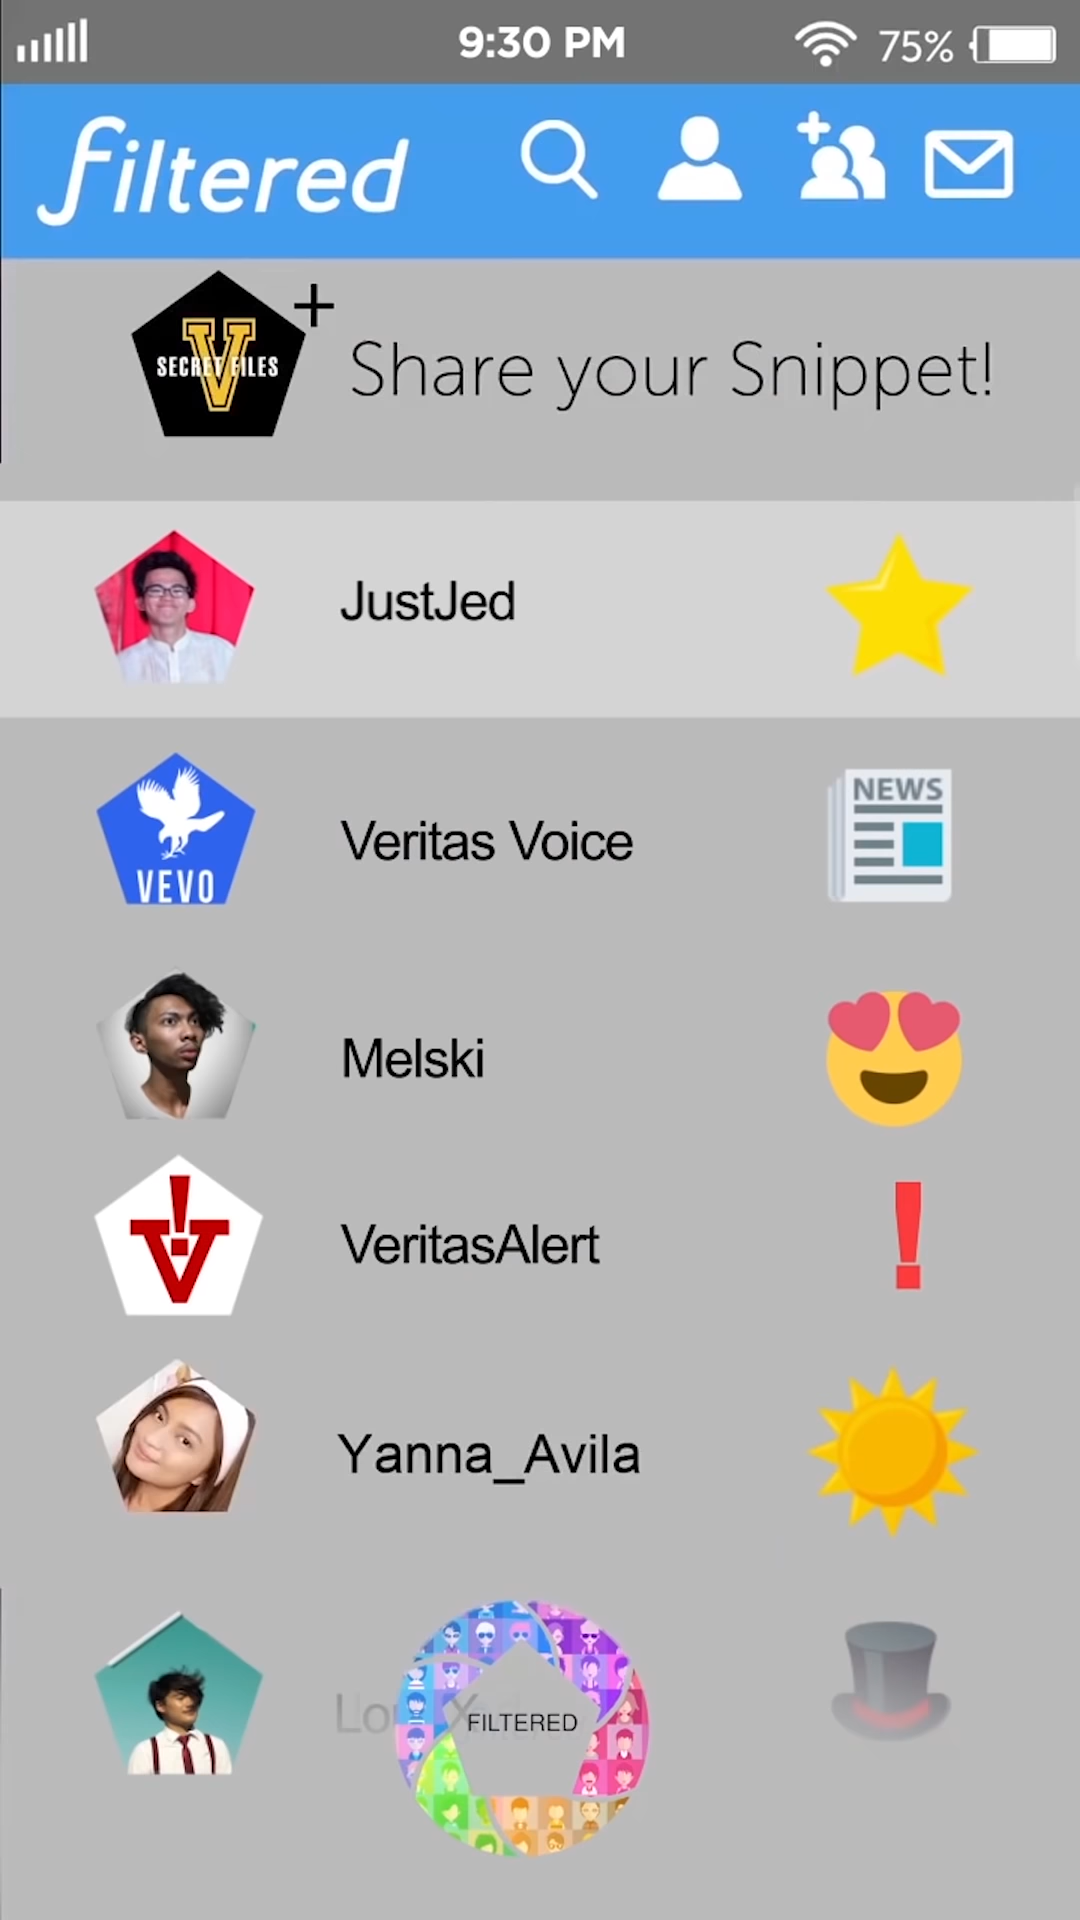 9:30 PM
75%
filtered
SECRET FILES
V
+
Share your Snippet!
JustJed
VEVO
Veritas Voice
NEWS
Melski
V!
VeritasAlert
Yanna_Avila
FILTERED